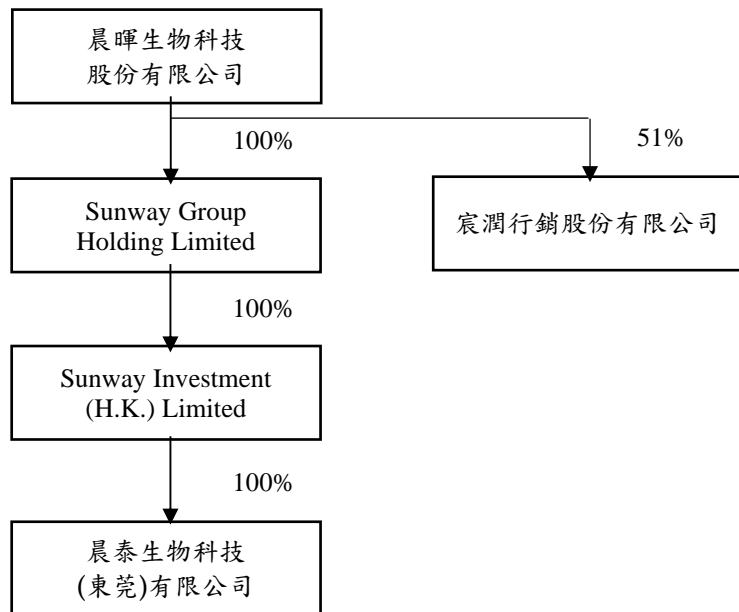 晨暉生物科技
股份有限公司
100%
51%
Sunway Group
Holding Limited
宸潤行銷股份有限公司
100%
Sunway Investment
(H.K.) Limited
100%
晨泰生物科技
(東莞)有限公司